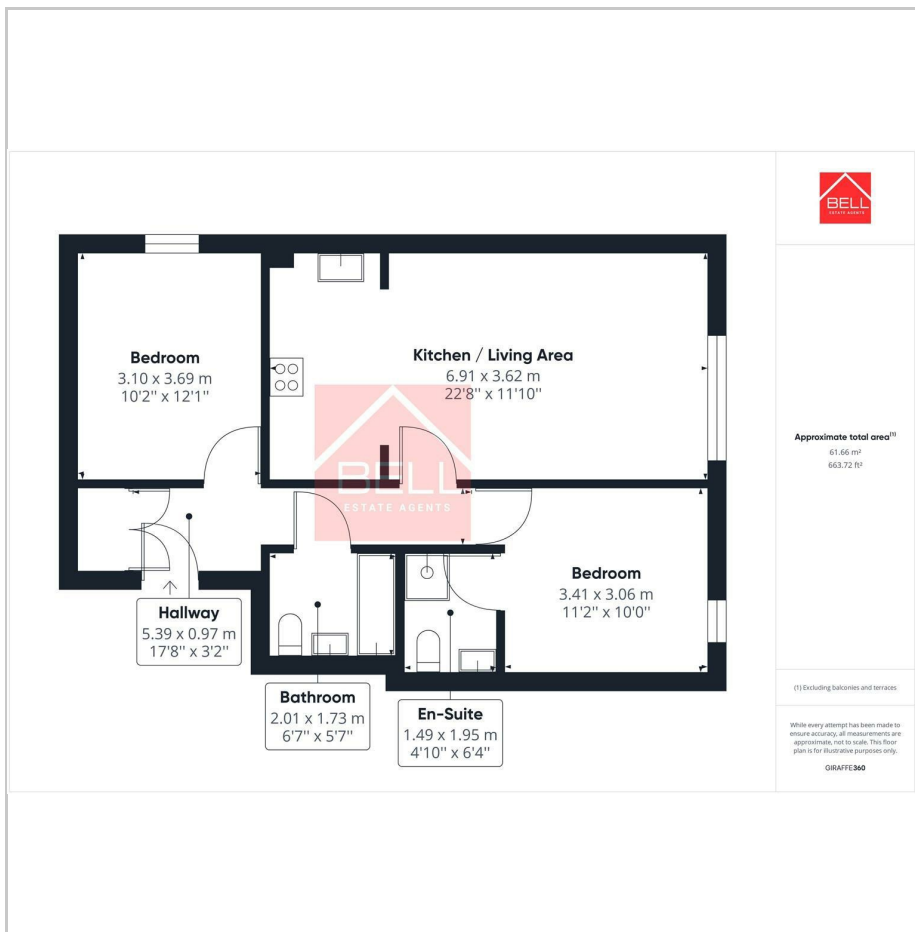 Bedroom
3.10 x 3.69 m
10'2" x 12'1"
Kitchen / Living Area
6.91 x 3.62 m
22'8" x 11'10"
BELL
ESTATE AGENTS
Bedroom
3.41 x 3.06 m
11'2" x 10'0"
Hallway
5.39 x 0.97 m
17'8" x 3'2"
Bathroom
2.01 x 1.73 m
6'7" x 5'7"
En-Suite
1.49 x 1.95 m
4'10" x 6'4"
BELL
ESTATE AGENTS
Approximate total area(1)
61.66 m²
663.72 ft²
(1) Excluding balconies and terraces
While every attempt has been made to
ensure accuracy, all measurements are
approximate, not to scale. This floor
plan is for illustrative purposes only.
GIRAFFE360